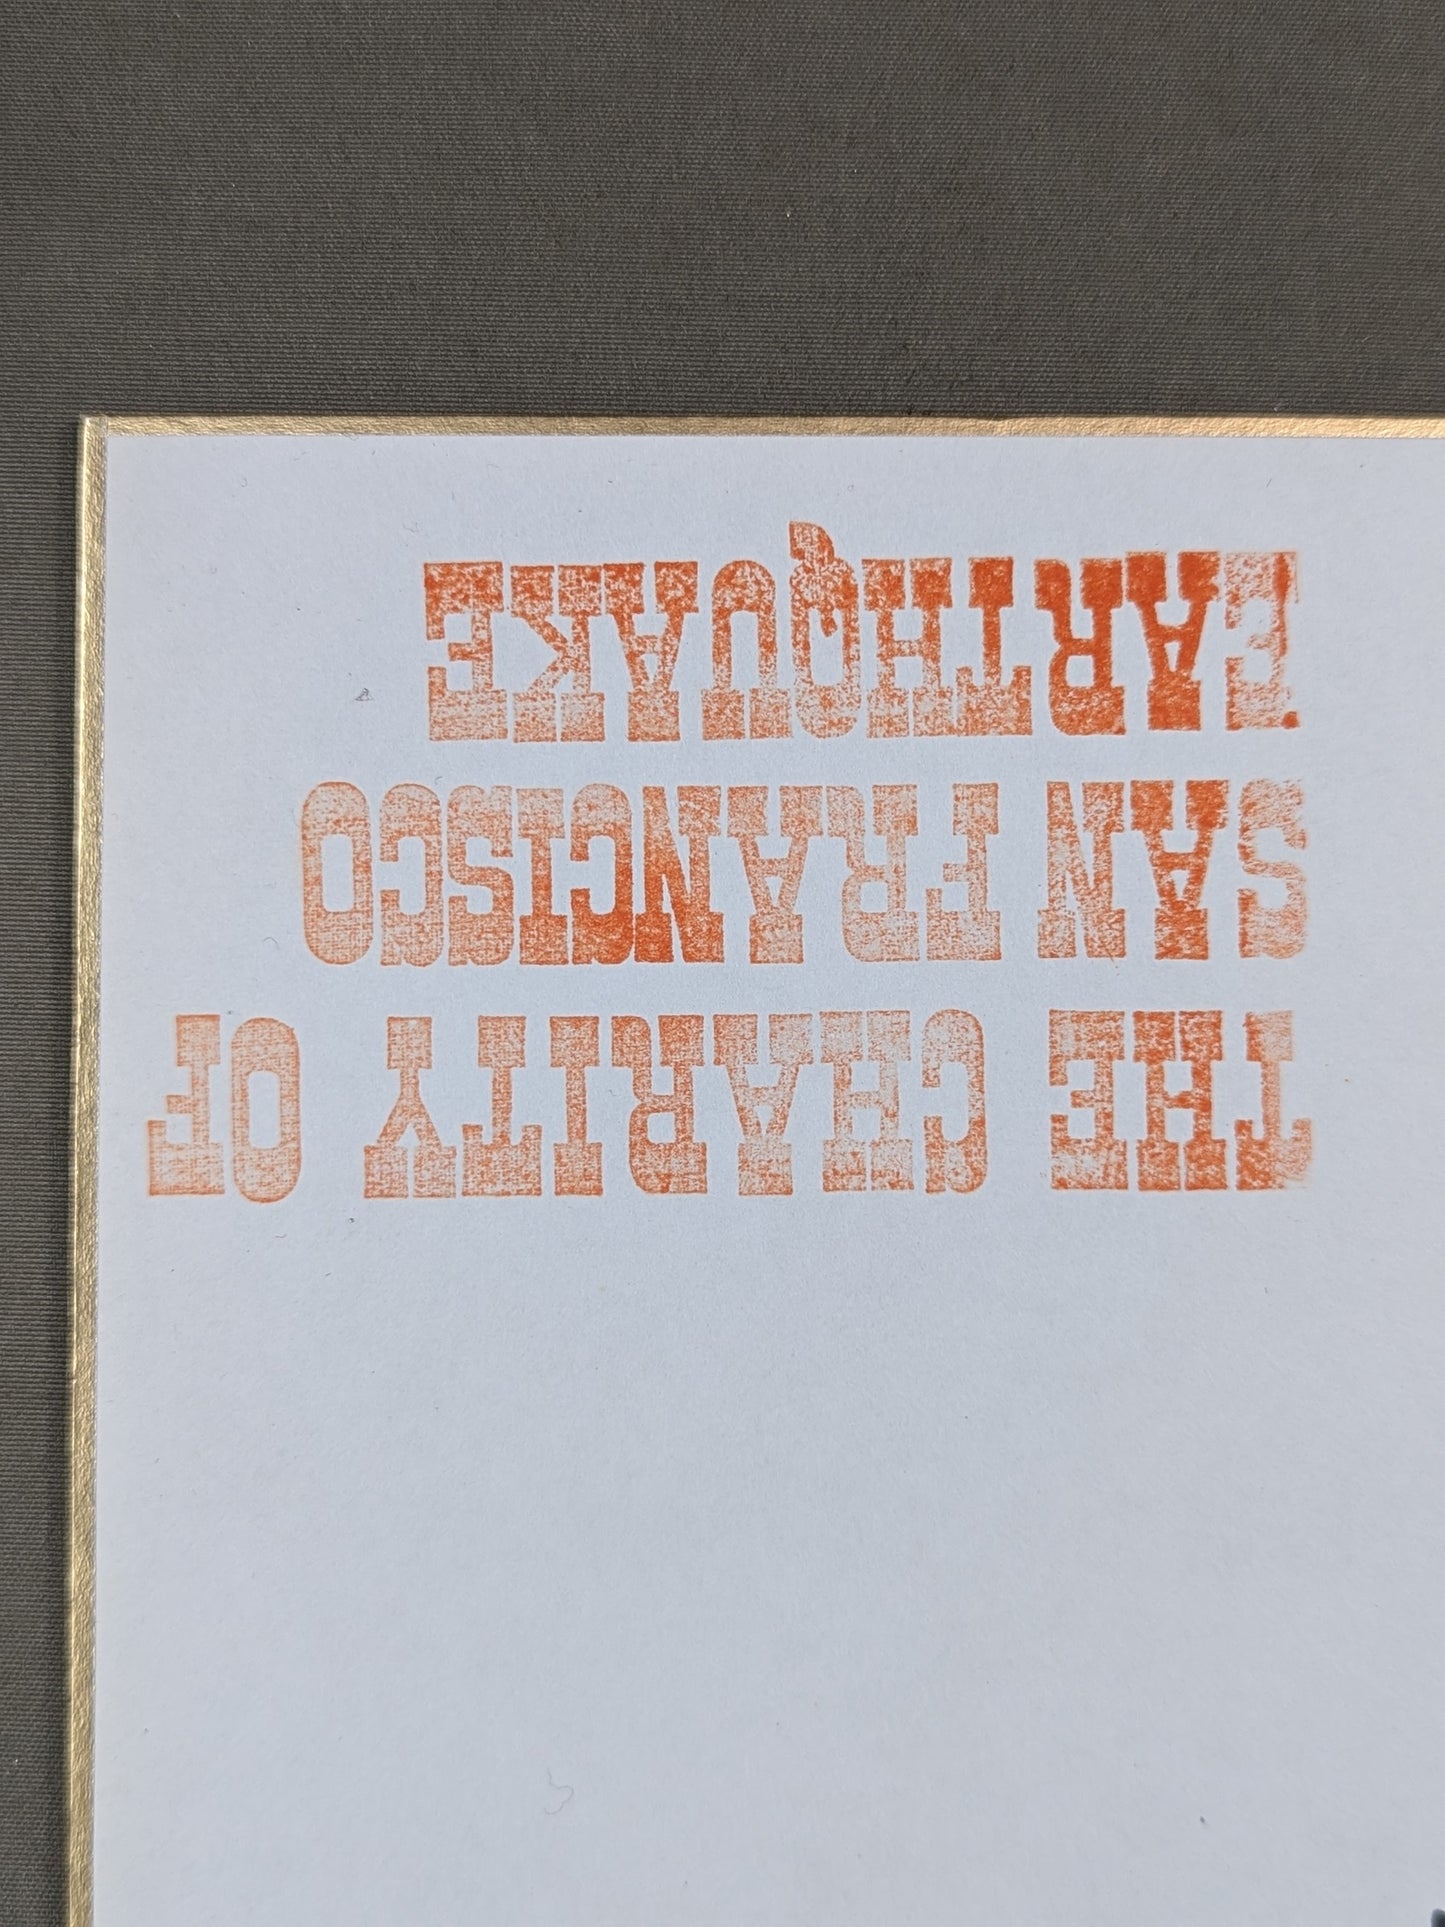 THE CHARITY OF
SAN FRANCISCO
EARTHQUAKE